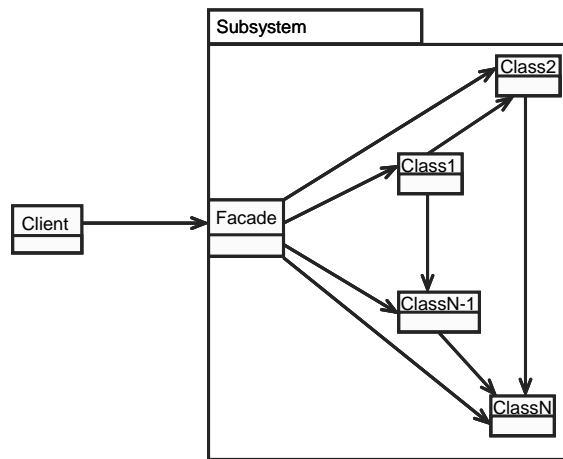 Subsystem
Class2
Class1
Client
Facade
ClassN-1
ClassN